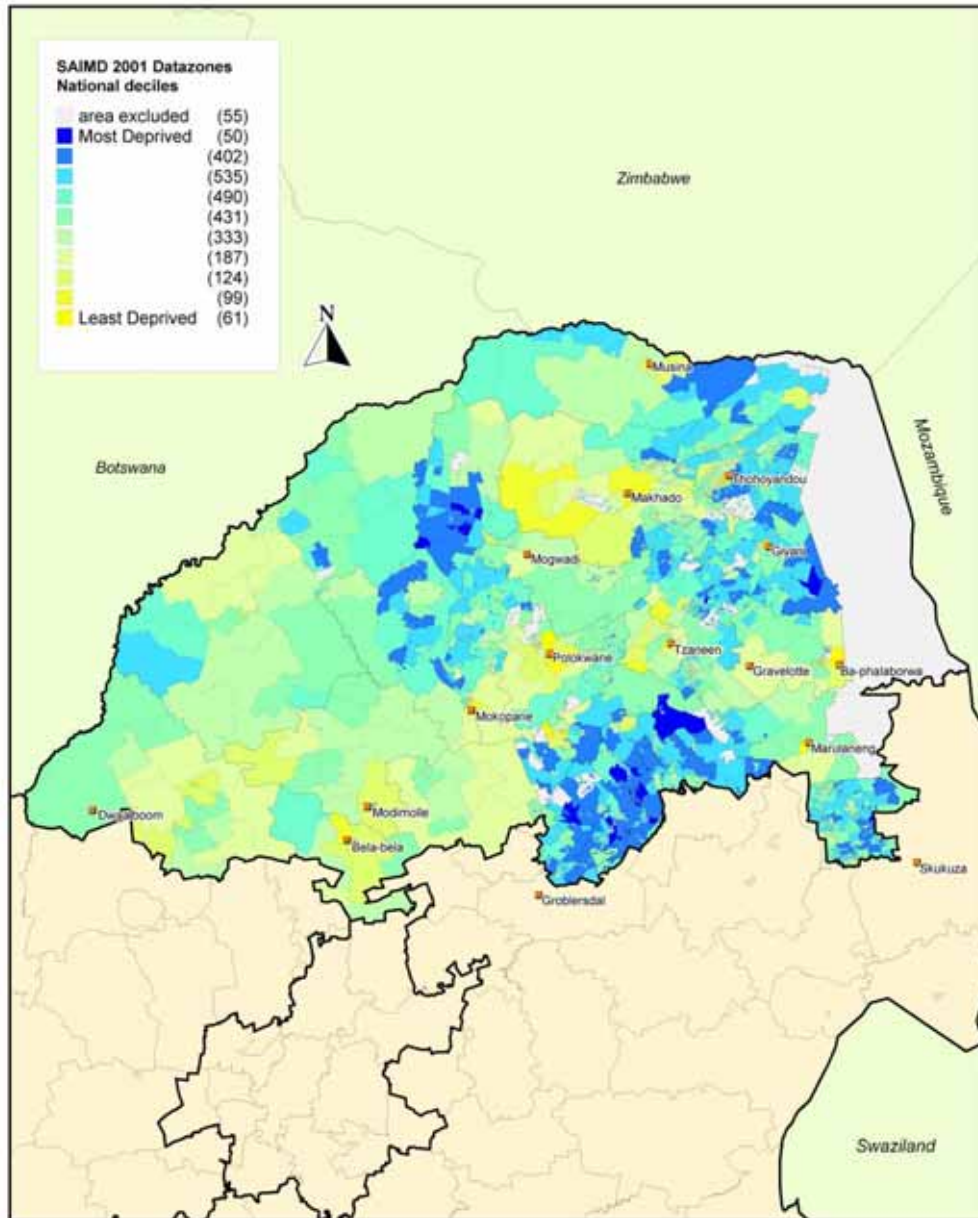 SAIMD 2001 Datazones
National deciles
area excluded (55)
Most Deprived (50)
(402)
(535)
(490)
(431)
(333)
(187)
(124)
(99)
Least Deprived (61)
N
Zimbabwe
Botswana
Mozambique
Musina
Thohoyandou
Makhado
Giyani
Mogwadi
Polokwane
Tzaneen
Gravelotte
Ba-phalaborwa
Mokopane
Marulaneng
Dwaalboom
Modimolle
Bela-bela
Skukuza
Groblersdal
Swaziland